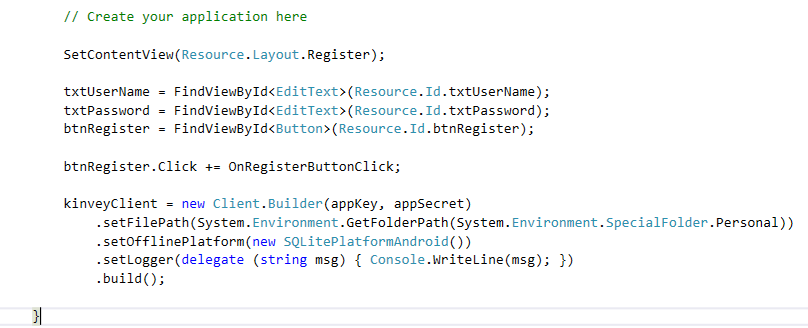 // Create your application here
SetContentView(Resource.Layout.Register);
txtUserName = FindViewById<EditText>(Resource.Id.txtUserName);
txtPassword = FindViewById<EditText>(Resource.Id.txtPassword);
btnRegister = FindViewById<Button>(Resource.Id.btnRegister);
btnRegister.Click += OnRegisterButtonClick;
kinveyClient = new Client.Builder(appKey, appSecret)
.setFilePath(System.Environment.GetFolderPath(System.Environment.SpecialFolder.Personal))
.setOfflinePlatform(new SQLitePlatformAndroid())
.setLogger(delegate (string msg) { Console.WriteLine(msg); })
.build();
}